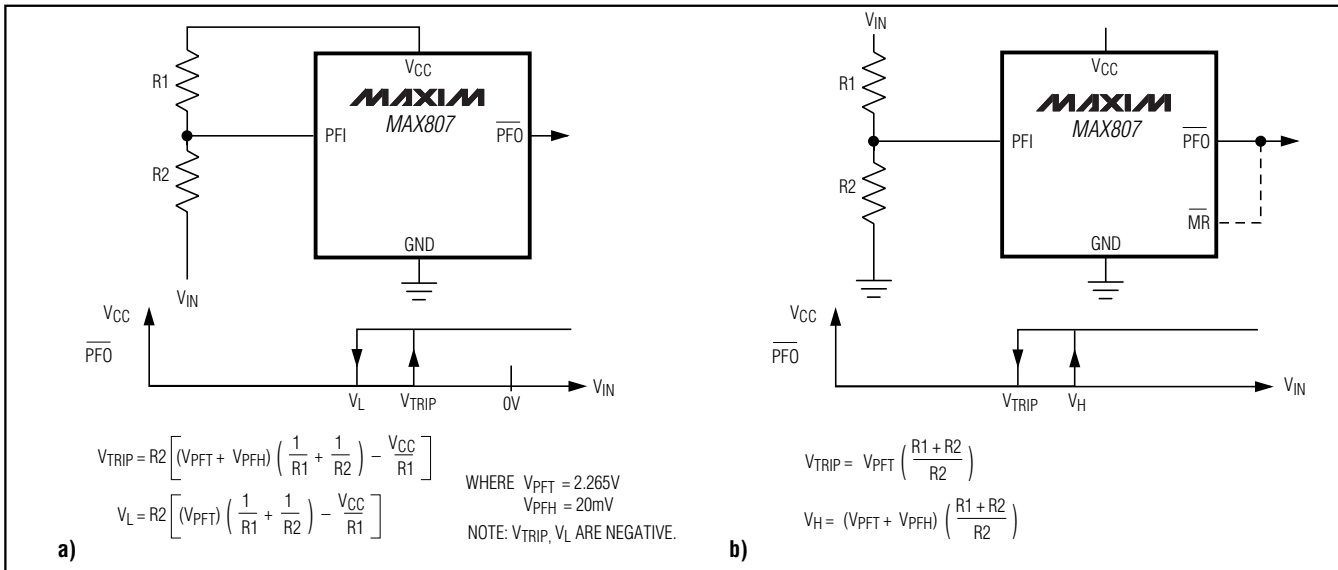 R1
R2
VCC
MAXIM
MAX807
PFI
PFO
GND
VIN
VCC
PFO
VL
VTRIP
0V
VIN
VTRIP = R2 [(VPFT + VPFH) (1/R1 + 1/R2) – VCC/R1]
VL = R2 [(VPFT) (1/R1 + 1/R2) – VCC/R1]
WHERE VPFT = 2.265V
VPFH = 20mV
NOTE: VTRIP, VL ARE NEGATIVE.
a)
VIN
R1
R2
VCC
MAXIM
MAX807
PFI
PFO
MR
GND
VCC
PFO
VTRIP
VH
VIN
VTRIP = VPFT (R1 + R2/R2)
VH = (VPFT + VPFH) (R1 + R2/R2)
b)